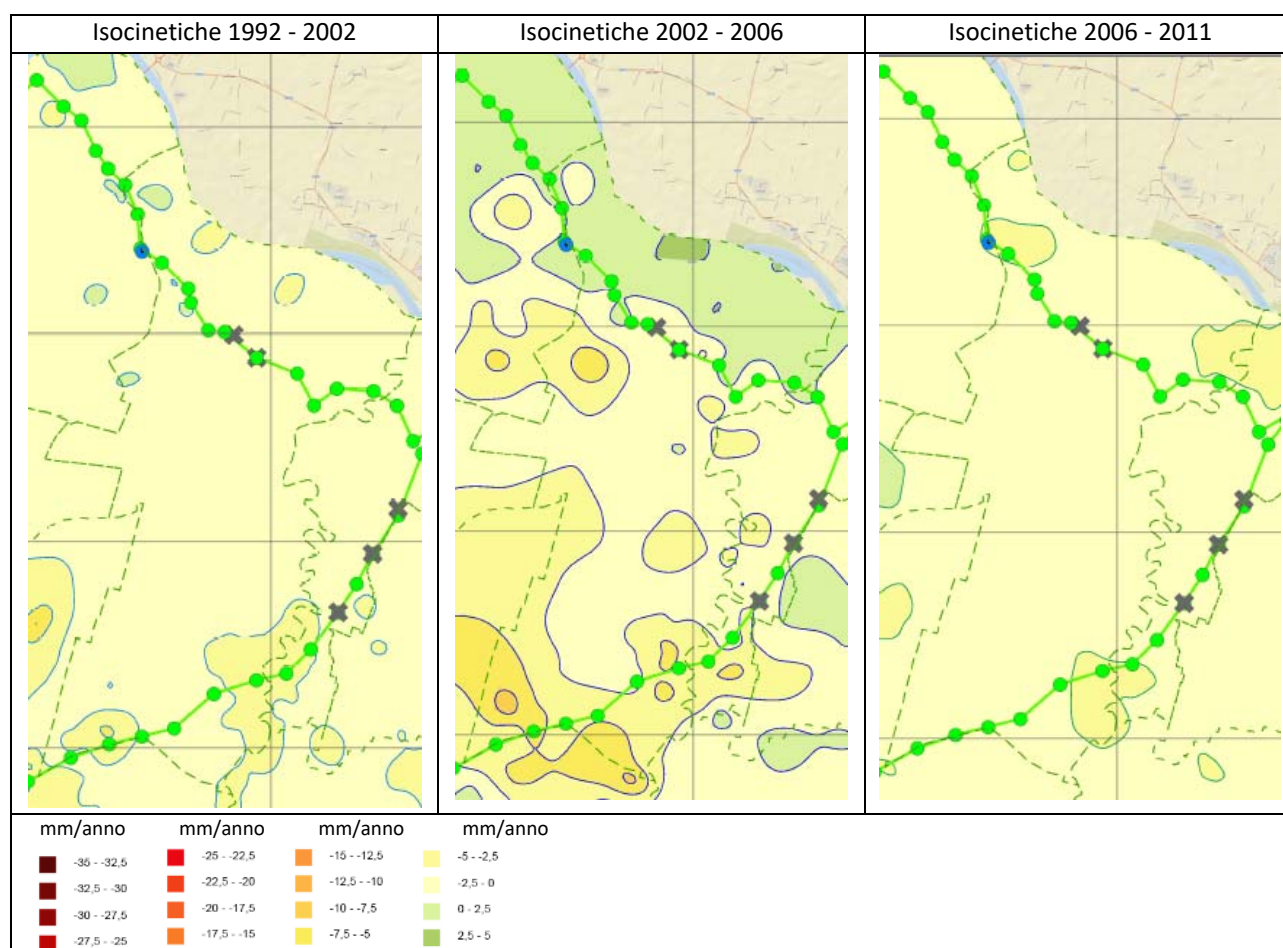 Isocinetiche 1992 - 2002
Isocinetiche 2002 - 2006
Isocinetiche 2006 - 2011
mm/anno mm/anno mm/anno mm/anno
-35 - -32,5 -25 - -22,5 -15 - -12,5 -5 - -2,5
-32,5 - -30 -22,5 - -20 -12,5 - -10 -2,5 - 0
-30 - -27,5 -20 - -17,5 -10 - -7,5 0 - 2,5
-27,5 - -25 -17,5 - -15 -7,5 - -5 2,5 - 5